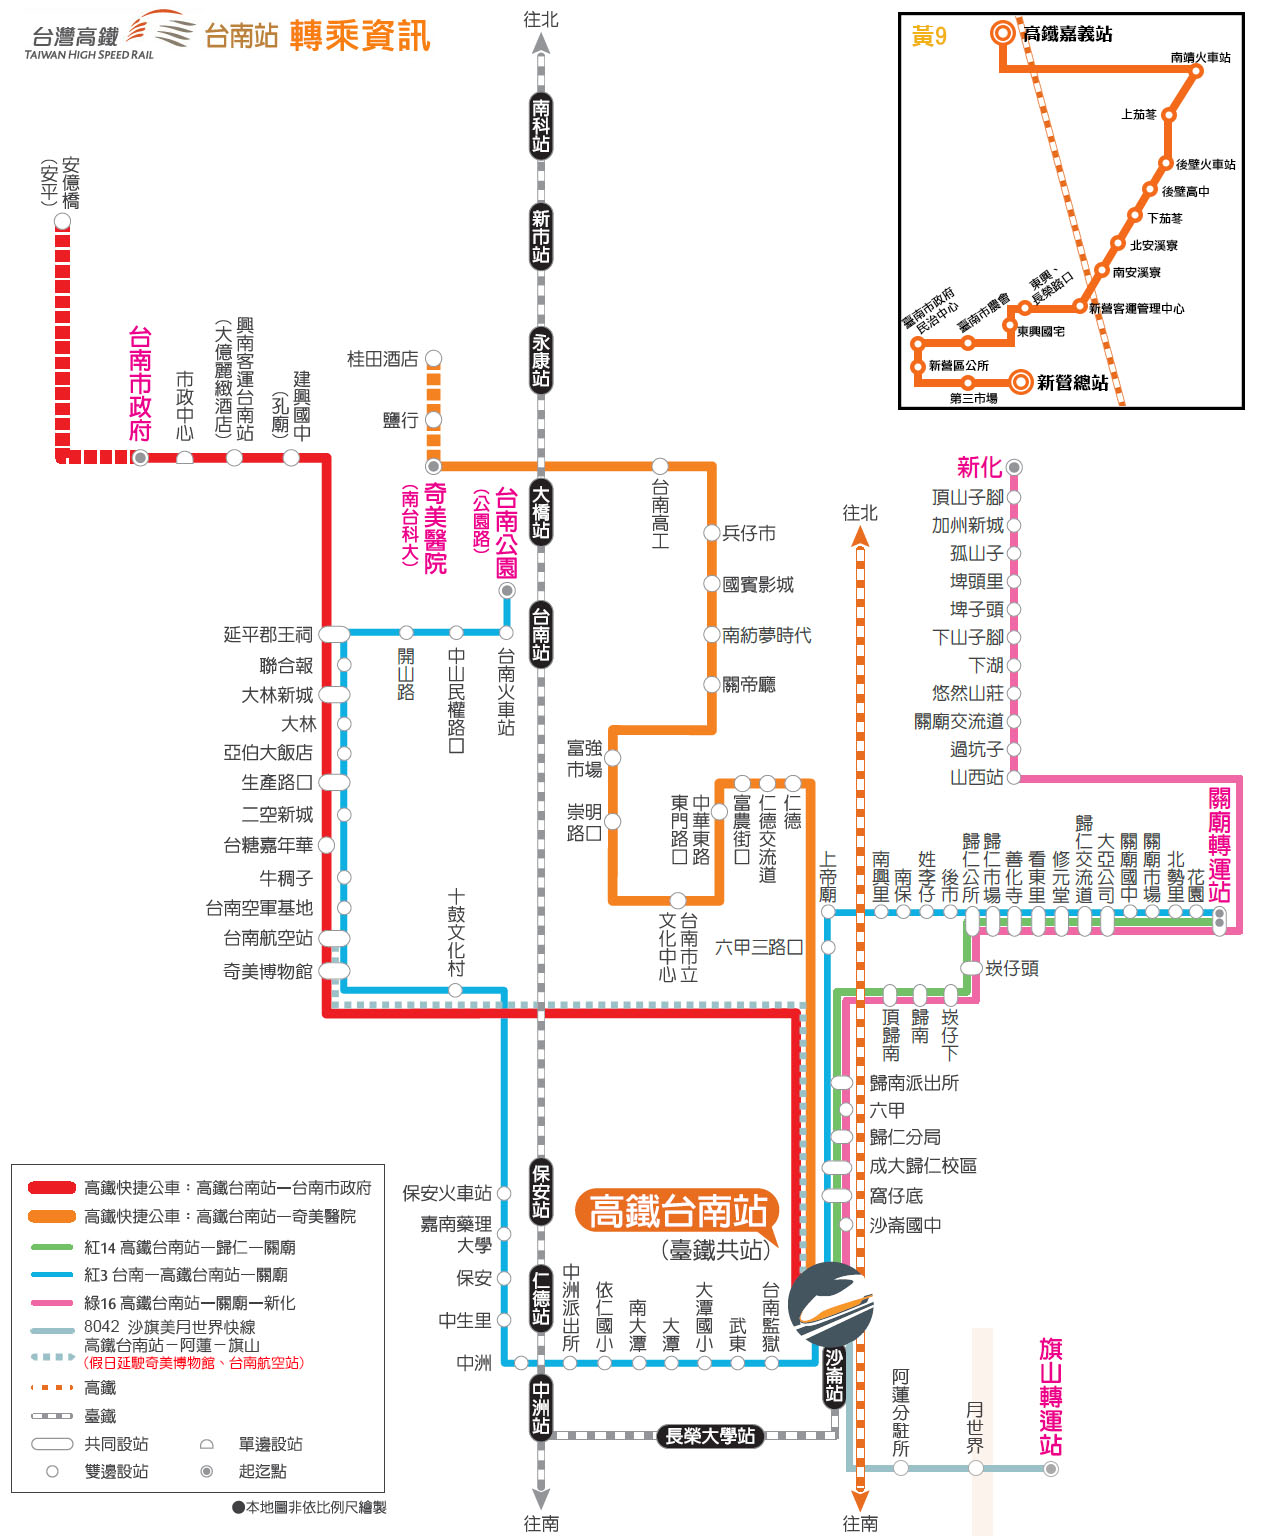 台灣高鐵
TAIWAN HIGH SPEED RAIL
台南站 轉乘資訊
往北
南科站
新市站
永康站
大橋站
台南站
保安站
仁德站
中洲站
往南
長榮大學站
沙崙站
黃9
高鐵嘉義站
南靖火車站
上茄苳
後壁火車站
後壁高中
下茄苳
北安溪寮
南安溪寮
新營客運管理中心
東興、
長榮路口
東興國宅
臺南市農會
臺南市政府
民治中心
新營區公所
第三市場
新營總站
安億橋
（安平）
台南市政府
市政中心
興南客運台南站
（大億麗緻酒店）
建興國中
（孔廟）
桂田酒店
鹽行
奇美醫院
（南台科大）
台南公園
（公園路）
台南高工
兵仔市
國賓影城
南紡夢時代
關帝廳
富強
市場
崇明
路口
台南市立
文化中心
中華東路
東門路口
富農街口
仁德交流道
仁德
延平郡王祠
聯合報
大林新城
大林
亞伯大飯店
生產路口
二空新城
台糖嘉年華
牛稠子
台南空軍基地
台南航空站
奇美博物館
開山路
中山民權路口
台南火車站
十鼓文化村
保安火車站
嘉南藥理
大學
保安
中生里
中洲
中洲派出所
依仁國小
南大潭
大潭
大潭國小
武東
台南監獄
高鐵台南站
（臺鐵共站）
往北
往南
新化
頂山子腳
加州新城
孤山子
埤頭里
埤子頭
下山子腳
下湖
悠然山莊
關廟交流道
過坑子
山西站
關廟轉運站
上帝廟
六甲三路口
南興里
南保
姓李仔
後市
歸仁公所
歸仁市場
善化寺
看東里
修元堂
歸仁交流道
大亞公司
關廟國中
關廟市場
北勢里
花園
崁仔頭
頂歸南
歸南
崁仔下
歸南派出所
六甲
歸仁分局
成大歸仁校區
窩仔底
沙崙國中
阿蓮分駐所
月世界
旗山轉運站
高鐵快捷公車：高鐵台南站—台南市政府
高鐵快捷公車：高鐵台南站—奇美醫院
紅14 高鐵台南站—歸仁—關廟
紅3 台南—高鐵台南站—關廟
綠16 高鐵台南站—關廟—新化
8042 沙旗美月世界快線
高鐵台南站－阿蓮－旗山
（假日延駛奇美博物館、台南航空站）
高鐵
臺鐵
共同設站
單邊設站
雙邊設站
起迄點
●本地圖非依比例尺繪製